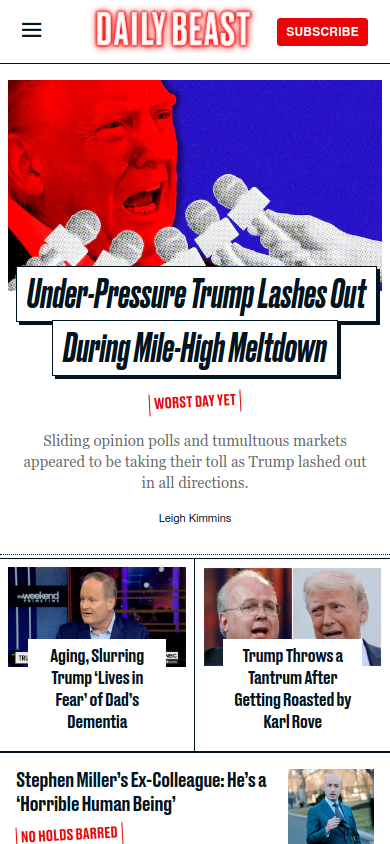 DAILY BEAST
SUBSCRIBE
Under-Pressure Trump Lashes Out
During Mile-High Meltdown
WORST DAY YET
Sliding opinion polls and tumultuous markets
appeared to be taking their toll as Trump lashed out
in all directions.
Leigh Kimmins
the weekend
PRIMETIME
TRU
NBC
Aging, Slurring
Trump ‘Lives in
Fear’ of Dad’s
Dementia
Trump Throws a
Tantrum After
Getting Roasted by
Karl Rove
Stephen Miller’s Ex-Colleague: He’s a
‘Horrible Human Being’
NO HOLDS BARRED